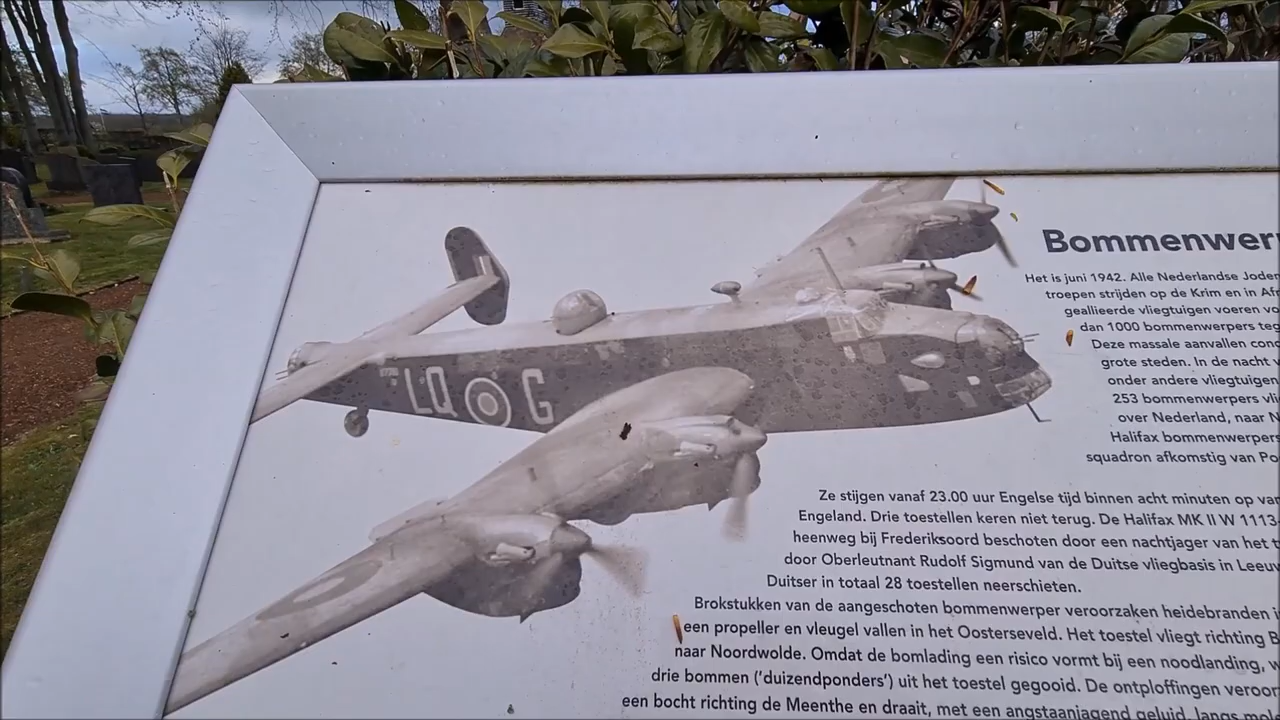 LQ G
Bommenwer
Het is juni 1942. Alle Nederlandse Joden
troepen strijden op de Krim en in Afr
geallieerde vliegtuigen voeren vo
dan 1000 bommenwerpers teg
Deze massale aanvallen conc
grote steden. In de nacht v
onder andere vliegtuigen
253 bommenwerpers vli
over Nederland, naar N
Halifax bommenwerpers
squadron afkomstig van Po
Ze stijgen vanaf 23.00 uur Engelse tijd binnen acht minuten op van
Engeland. Drie toestellen keren niet terug. De Halifax MK II W 1113
heenweg bij Frederiksoord beschoten door een nachtjager van het t
door Oberleutnant Rudolf Sigmund van de Duitse vliegbasis in Leeuw
Duitser in totaal 28 toestellen neerschieten.
Brokstukken van de aangeschoten bommenwerper veroorzaken heidebranden i
een propeller en vleugel vallen in het Oosterseveld. Het toestel vliegt richting B
naar Noordwolde. Omdat de bomlading een risico vormt bij een noodlanding, w
drie bommen ('duizendponders') uit het toestel gegooid. De ontploffingen veroor
een bocht richting de Meenthe en draait, met een angstaanjagend geluid, langs